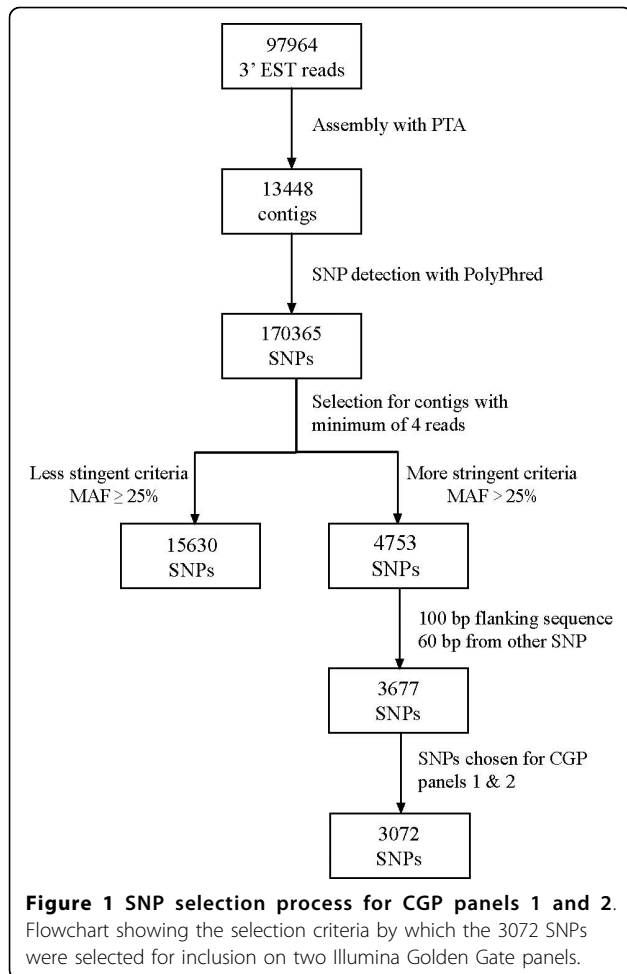 97964
3' EST reads
Assembly with PTA
13448
contigs
SNP detection with PolyPhred
170365
SNPs
Selection for contigs with
minimum of 4 reads
Less stingent criteria
MAF ≥ 25%
More stringent criteria
MAF > 25%
15630
SNPs
4753
SNPs
100 bp flanking sequence
60 bp from other SNP
3677
SNPs
SNPs chosen for CGP
panels 1 & 2
3072
SNPs
Figure 1 SNP selection process for CGP panels 1 and 2.
Flowchart showing the selection criteria by which the 3072 SNPs
were selected for inclusion on two Illumina Golden Gate panels.